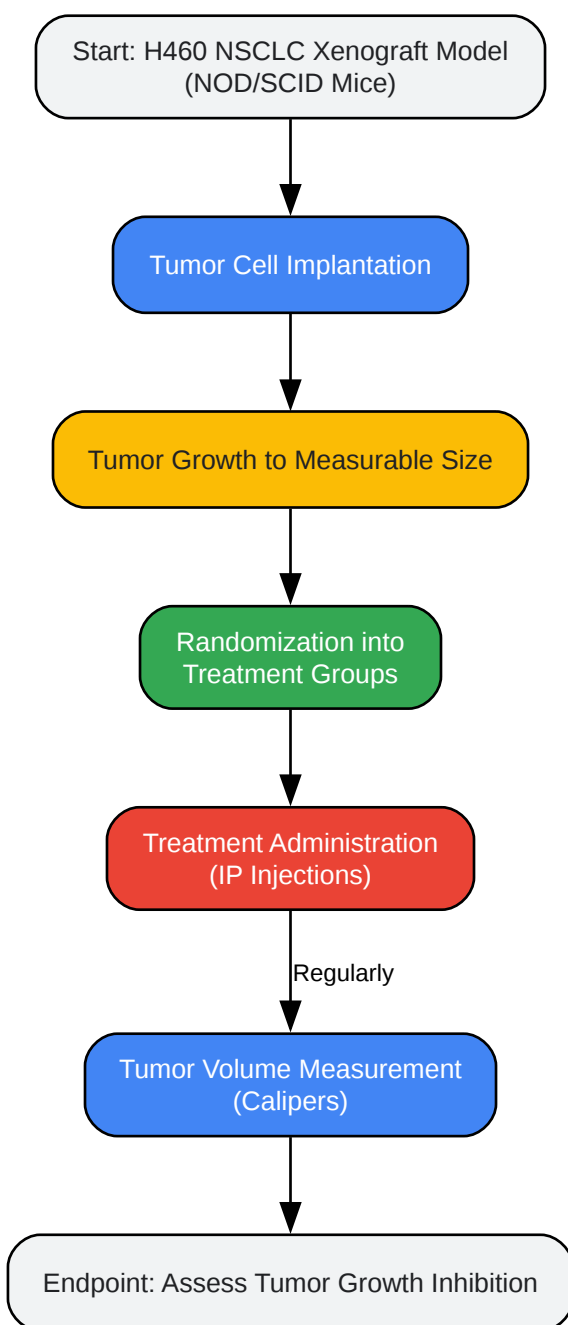 Start: H460 NSCLC Xenograft Model
(NOD/SCID Mice)
Tumor Cell Implantation
Tumor Growth to Measurable Size
Randomization into
Treatment Groups
Treatment Administration
(IP Injections)
Regularly
Tumor Volume Measurement
(Calipers)
Endpoint: Assess Tumor Growth Inhibition